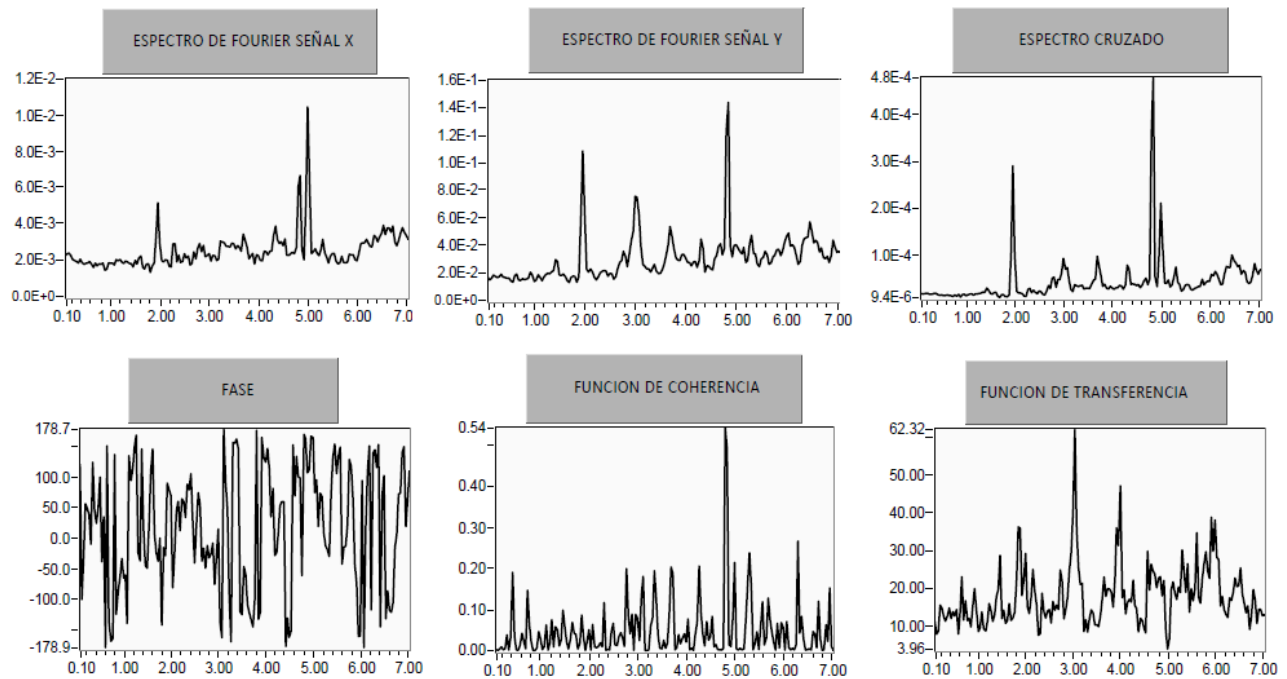 ESPECTRO DE FOURIER SEÑAL X
ESPECTRO DE FOURIER SEÑAL Y
ESPECTRO CRUZADO
1.2E-2
1.0E-2
8.0E-3
6.0E-3
4.0E-3
2.0E-3
0.0E+0
0.10 1.00 2.00 3.00 4.00 5.00 6.00 7.00
1.6E-1
1.4E-1
1.2E-1
1.0E-1
8.0E-2
6.0E-2
4.0E-2
2.0E-2
0.0E+0
0.10 1.00 2.00 3.00 4.00 5.00 6.00 7.00
4.8E-4
4.0E-4
3.0E-4
2.0E-4
1.0E-4
9.4E-6
0.10 1.00 2.00 3.00 4.00 5.00 6.00 7.00
FASE
FUNCION DE COHERENCIA
FUNCION DE TRANSFERENCIA
178.7
100.0
50.0
0.0
-50.0
-100.0
-178.9
0.10 1.00 2.00 3.00 4.00 5.00 6.00 7.00
0.54
0.40
0.30
0.20
0.10
0.00
0.10 1.00 2.00 3.00 4.00 5.00 6.00 7.00
62.32
50.00
40.00
30.00
20.00
10.00
3.96
0.10 1.00 2.00 3.00 4.00 5.00 6.00 7.00